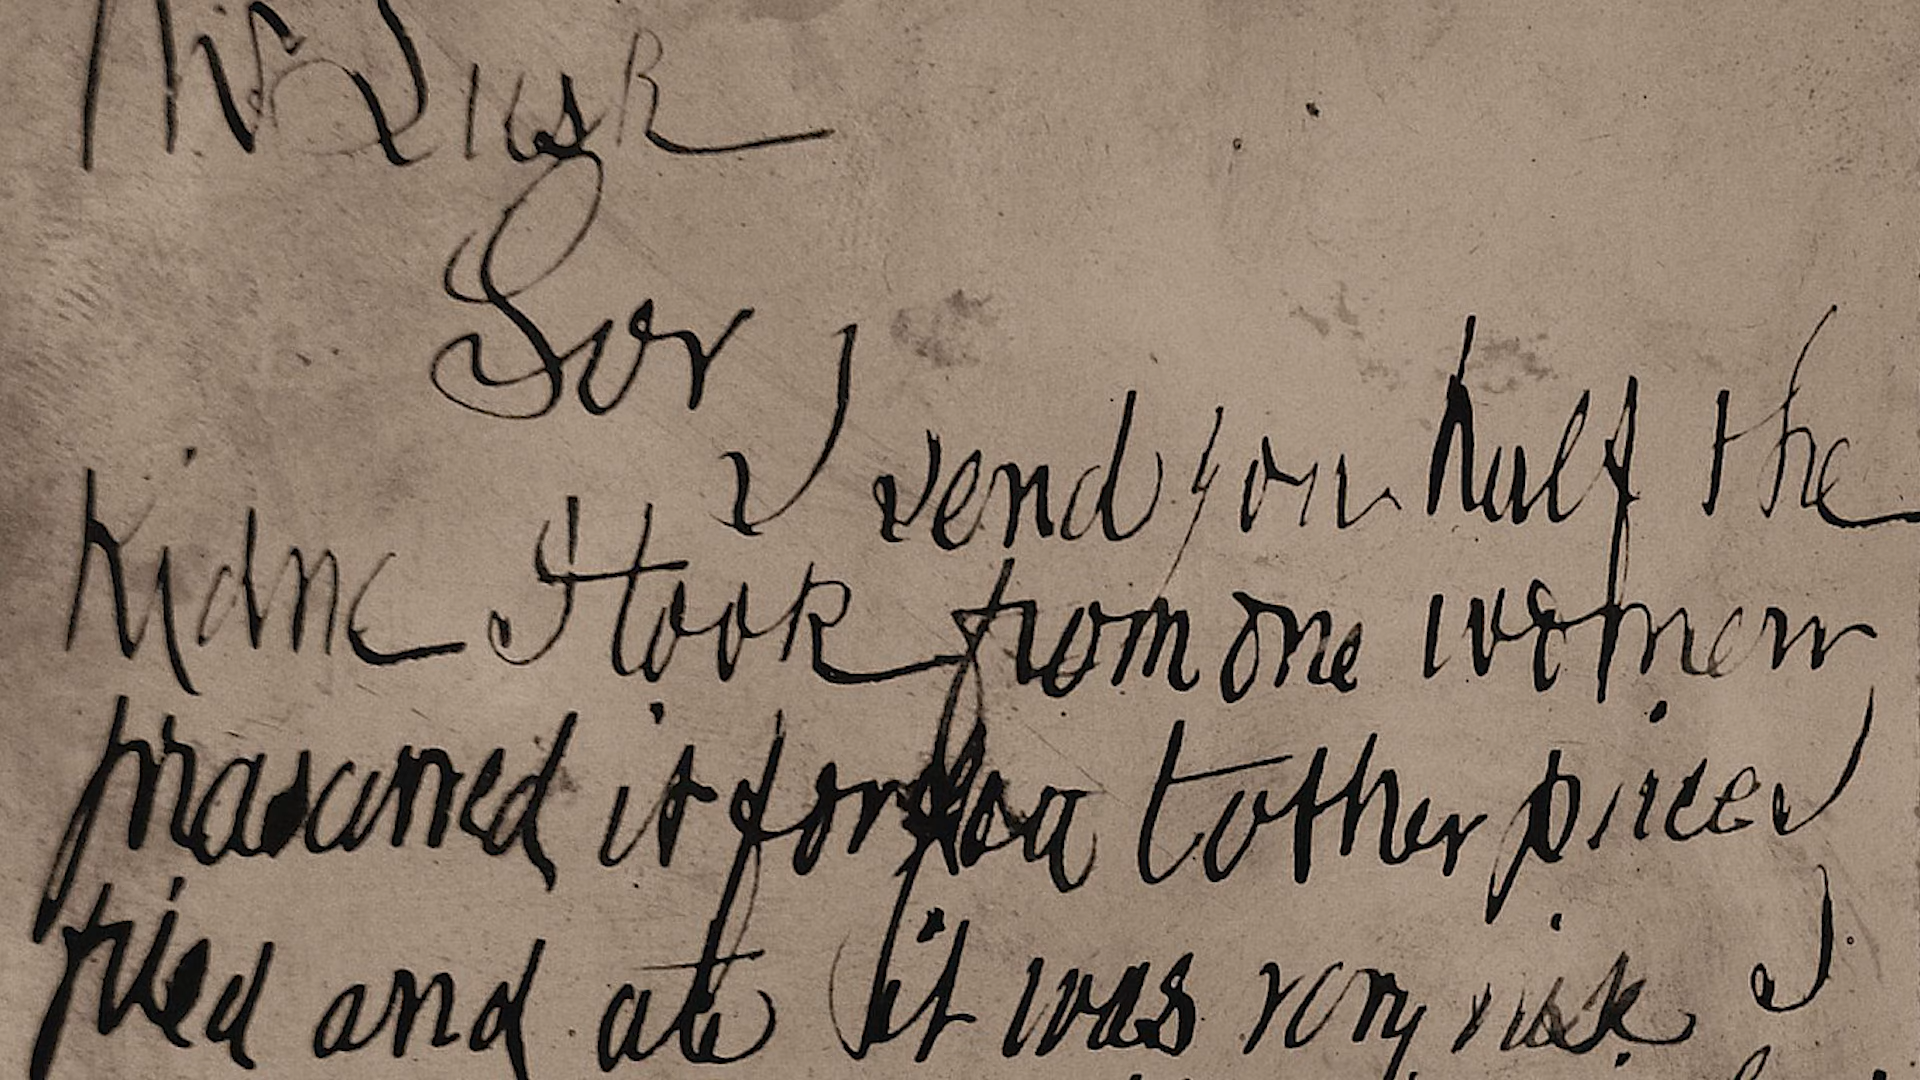 Mr Lusk
Sor
I send you half the
Kidne I took from one women
prasarved it for you tother piece I
fried and ate it was very nise I